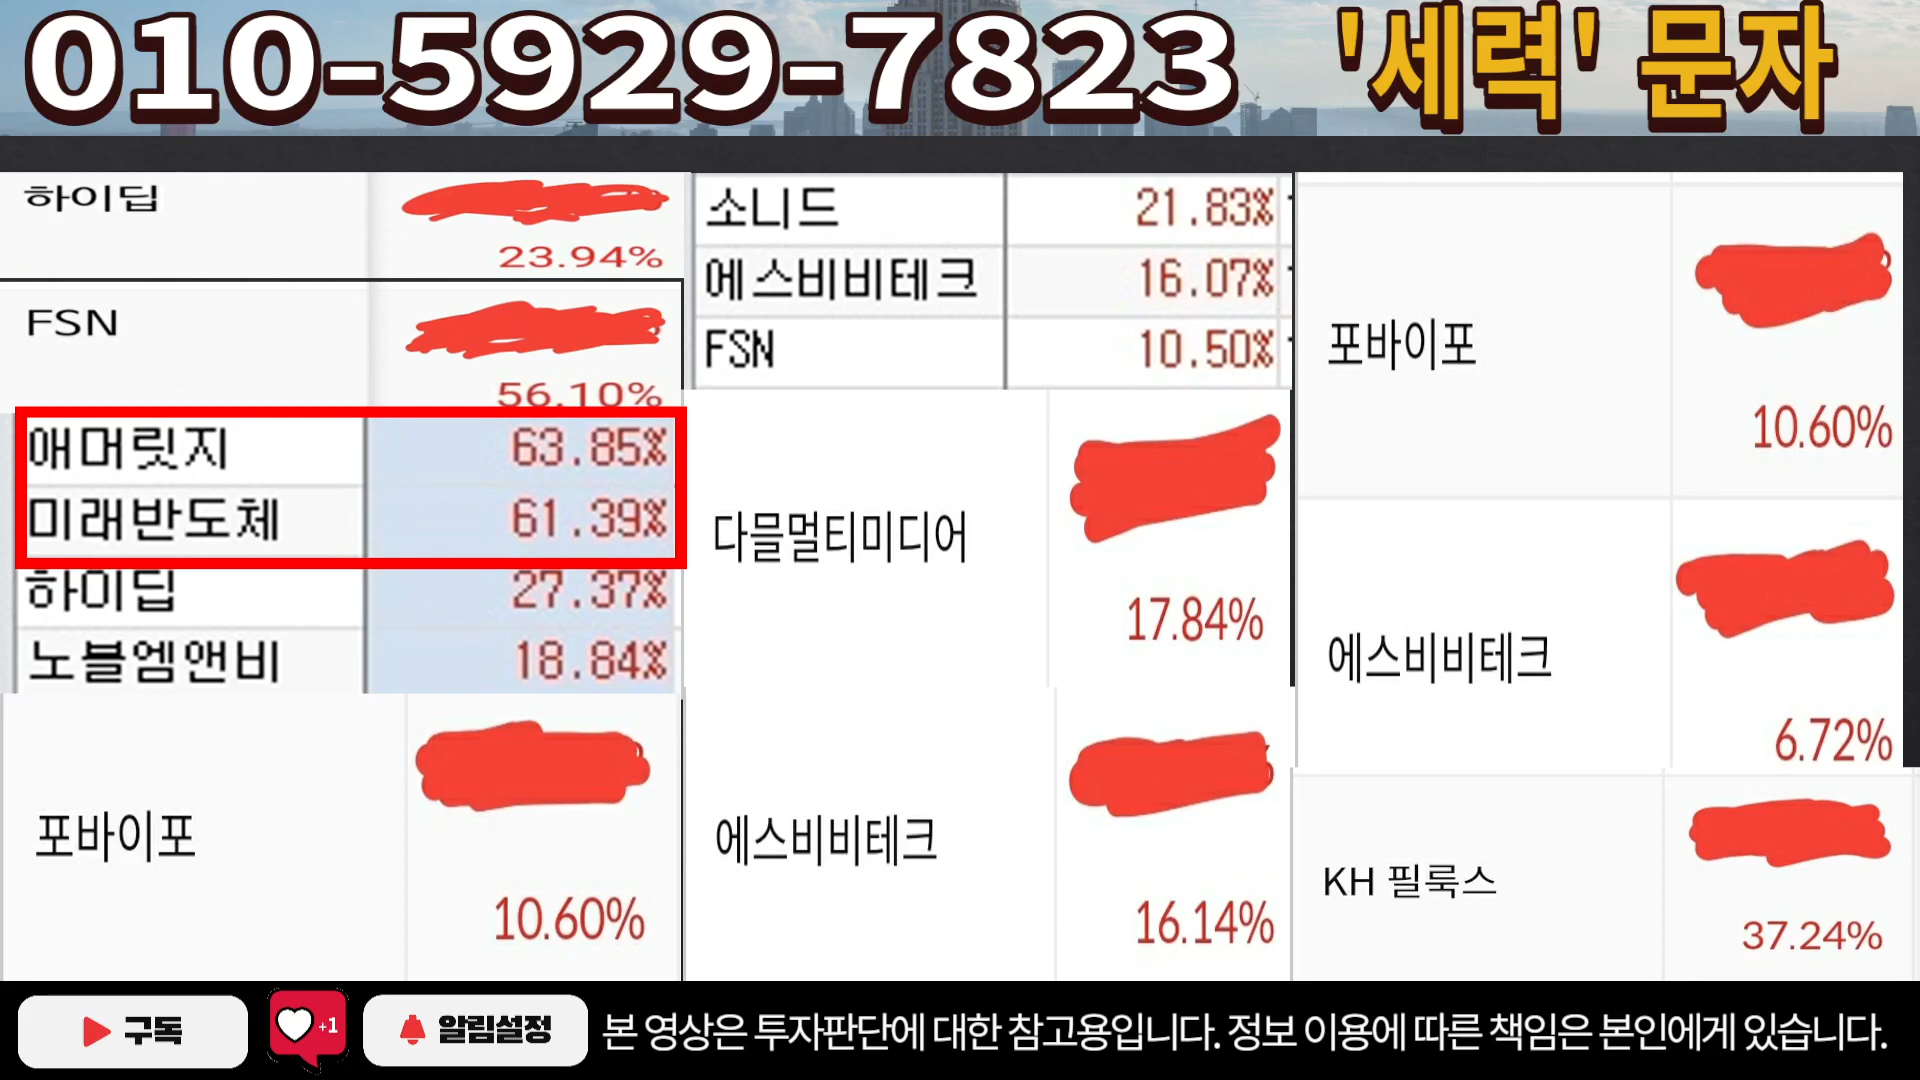 010-5929-7823 '세력' 문자
하이딥
23.94%
FSN
56.10%
애머릿지 63.85%
미래반도체 61.39%
하이딥 27.37%
노블엠앤비 18.84%
포바이포
10.60%
소니드 21.83%
에스비비테크 16.07%
FSN 10.50%
다믈멀티미디어
17.84%
에스비비테크
16.14%
포바이포
10.60%
에스비비테크
6.72%
KH 필룩스
37.24%
구독 +1 알림설정 본 영상은 투자판단에 대한 참고용입니다. 정보 이용에 따른 책임은 본인에게 있습니다.